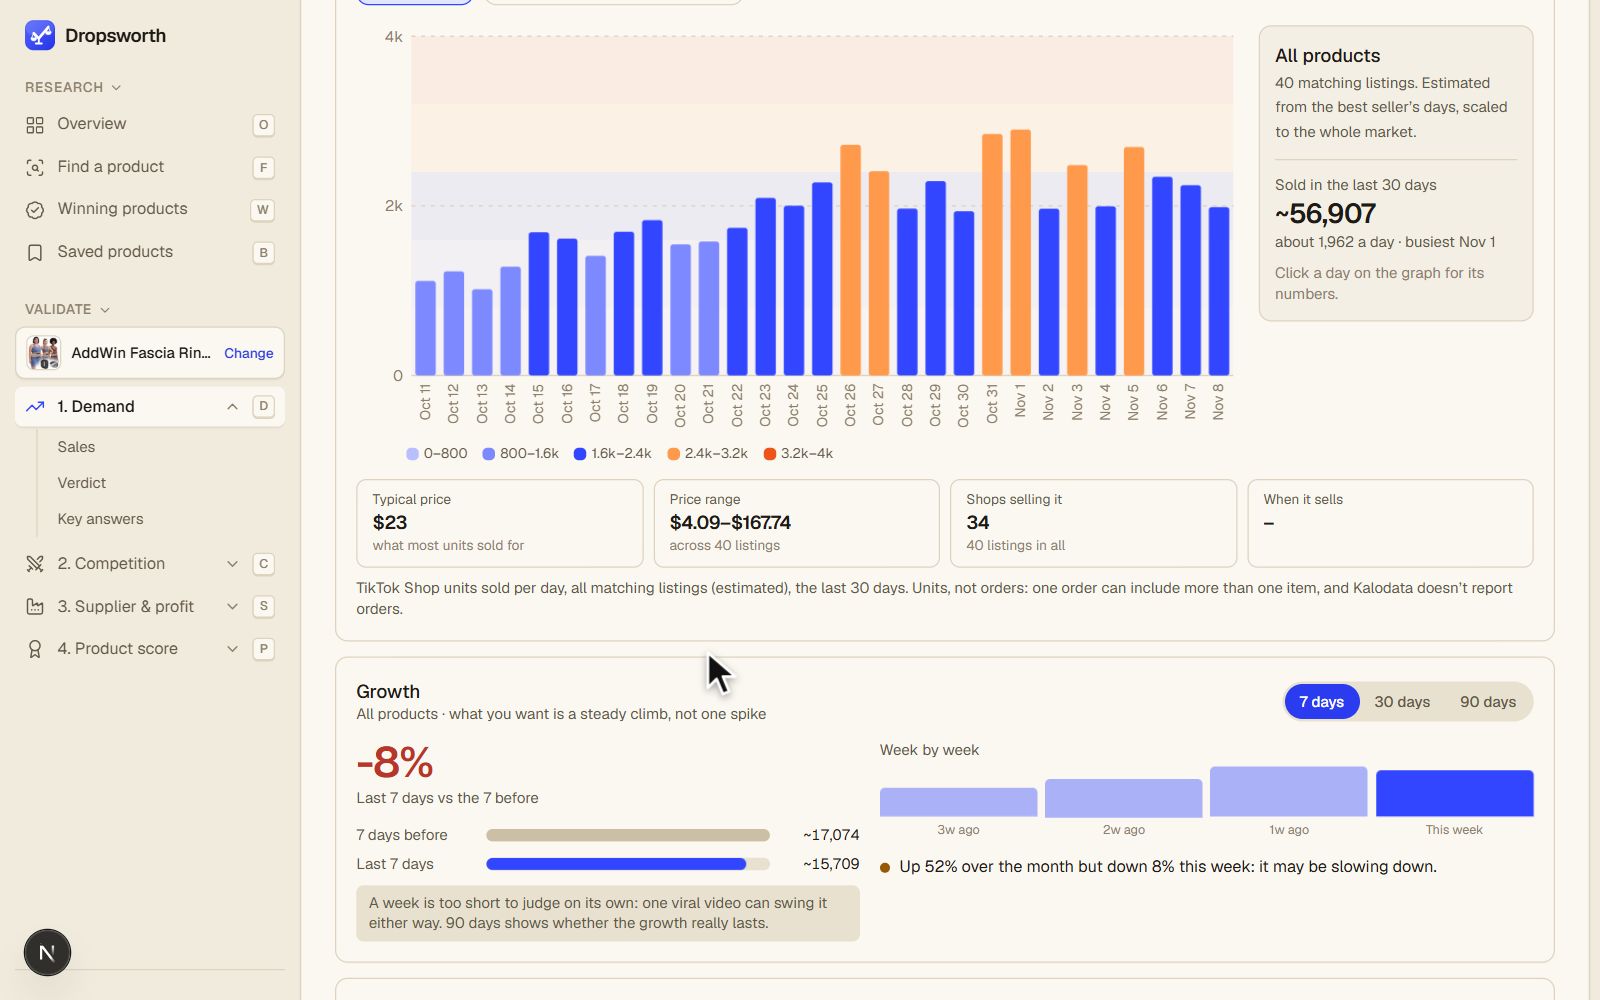 Dropsworth
RESEARCH
Overview
O
Find a product
F
Winning products
W
Saved products
B
VALIDATE
AddWin Fascia Rin...
Change
1. Demand
D
Sales
Verdict
Key answers
2. Competition
C
3. Supplier & profit
S
4. Product score
P
N
4k
2k
0
Oct 11
Oct 12
Oct 13
Oct 14
Oct 15
Oct 16
Oct 17
Oct 18
Oct 19
Oct 20
Oct 21
Oct 22
Oct 23
Oct 24
Oct 25
Oct 26
Oct 27
Oct 28
Oct 29
Oct 30
Oct 31
Nov 1
Nov 2
Nov 3
Nov 4
Nov 5
Nov 6
Nov 7
Nov 8
0–800
800–1.6k
1.6k–2.4k
2.4k–3.2k
3.2k–4k
All products
40 matching listings. Estimated
from the best seller's days, scaled
to the whole market.
Sold in the last 30 days
~56,907
about 1,962 a day · busiest Nov 1
Click a day on the graph for its
numbers.
Typical price
$23
what most units sold for
Price range
$4.09–$167.74
across 40 listings
Shops selling it
34
40 listings in all
When it sells
–
TikTok Shop units sold per day, all matching listings (estimated), the last 30 days. Units, not orders: one order can include more than one item, and Kalodata doesn't report
orders.
Growth
All products · what you want is a steady climb, not one spike
7 days
30 days
90 days
-8%
Last 7 days vs the 7 before
7 days before
~17,074
Last 7 days
~15,709
A week is too short to judge on its own: one viral video can swing it
either way. 90 days shows whether the growth really lasts.
Week by week
3w ago
2w ago
1w ago
This week
Up 52% over the month but down 8% this week: it may be slowing down.